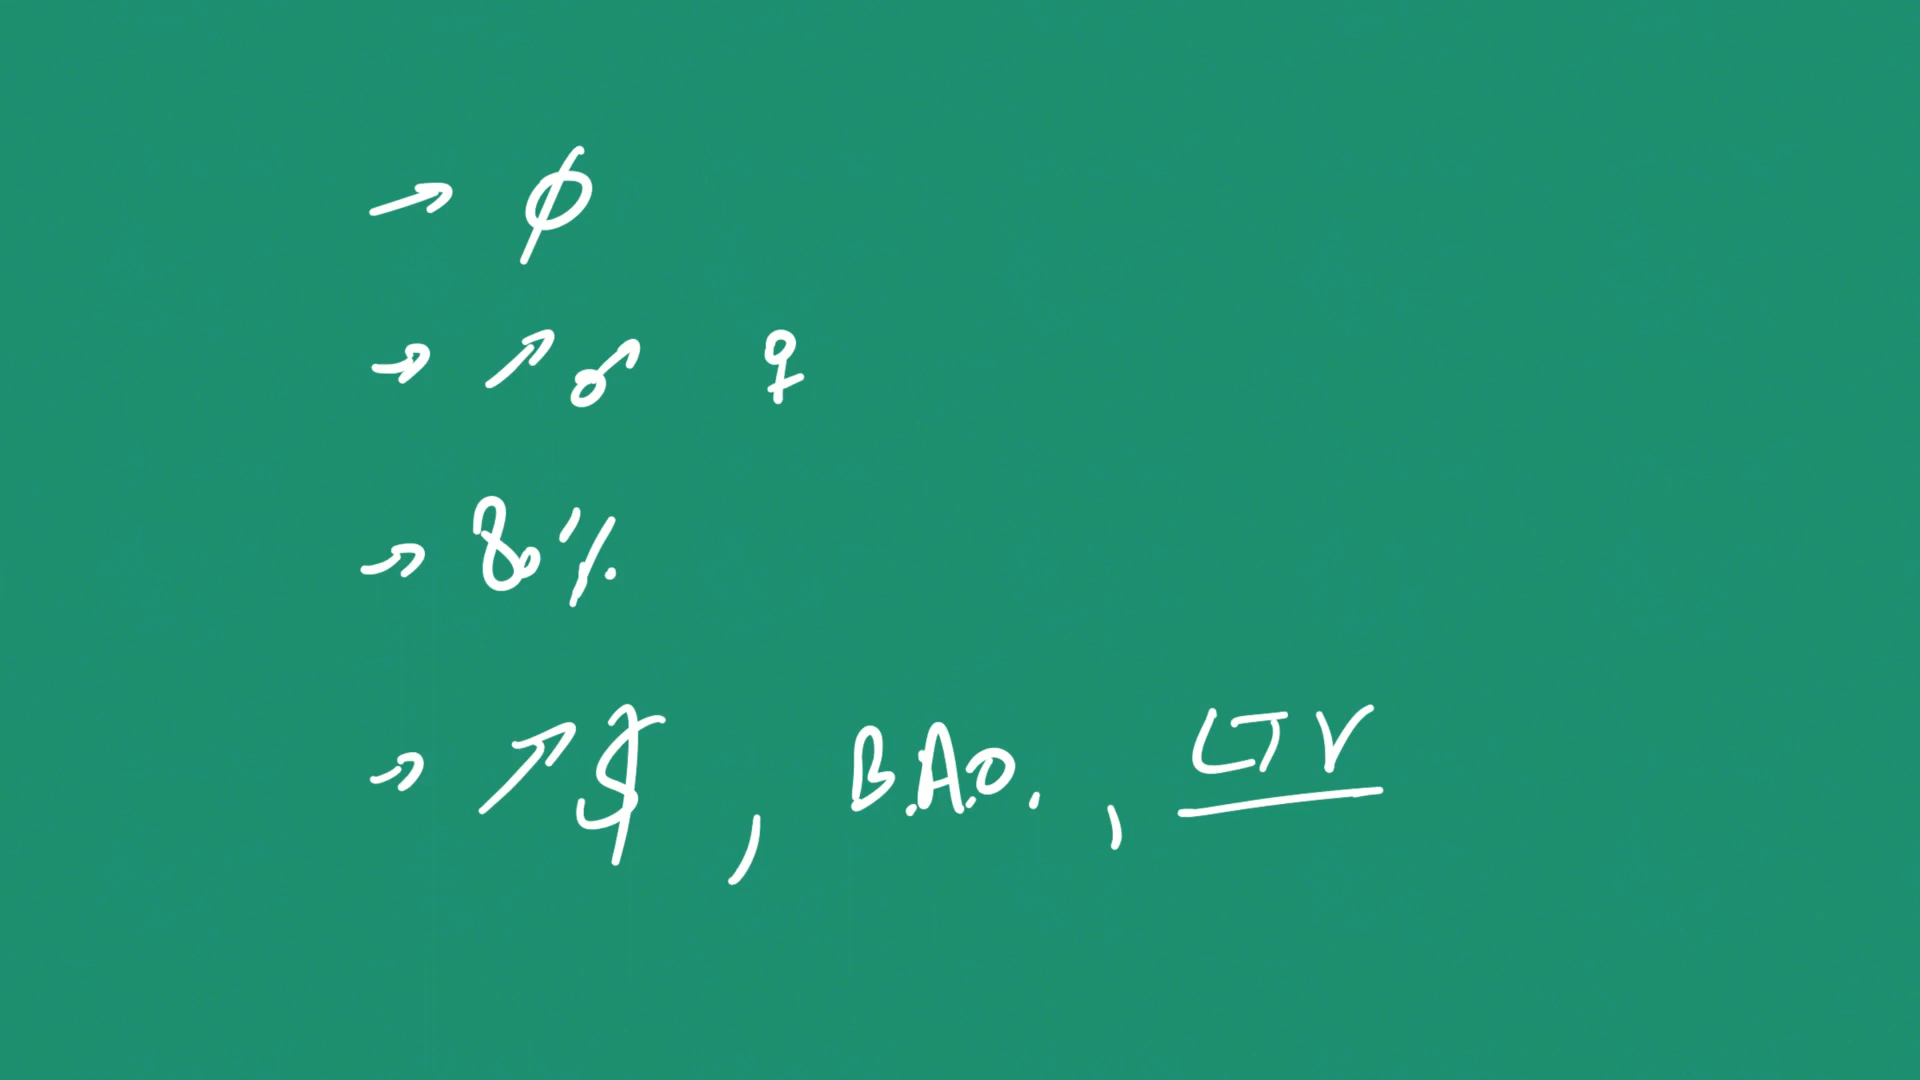 → φ
→ ↗ ♂ ♀
→ 80%
→ ↗ $ , B.A.O. , LTV